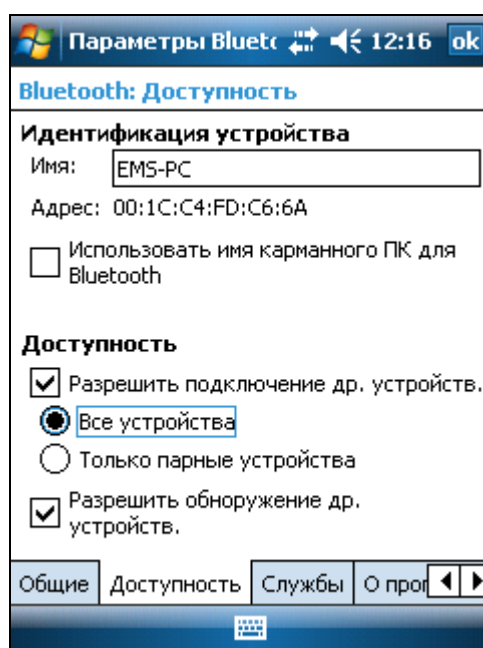 Параметры Bluetс 12:16 ok
Bluetooth: Доступность
Идентификация устройства
Имя: EMS-PC
Адрес: 00:1C:C4:FD:C6:6A
Использовать имя карманного ПК для
Bluetooth
Доступность
Разрешить подключение др. устройств.
Все устройства
Только парные устройства
Разрешить обноружение др.
устройств.
Общие Доступность Службы О прог